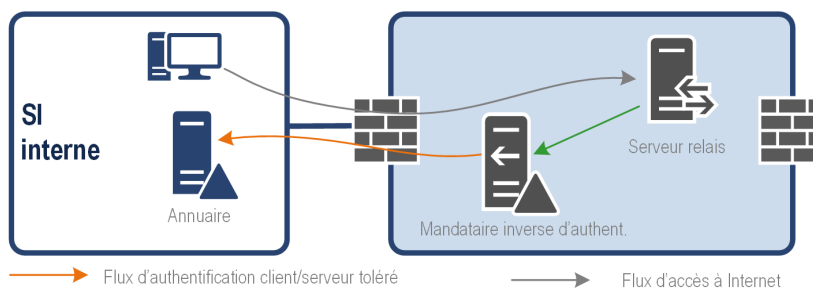 SI
interne
Annuaire
Serveur relais
Mandataire inverse d'authent.
Flux d'authentification client/serveur toléré
Flux d'accès à Internet